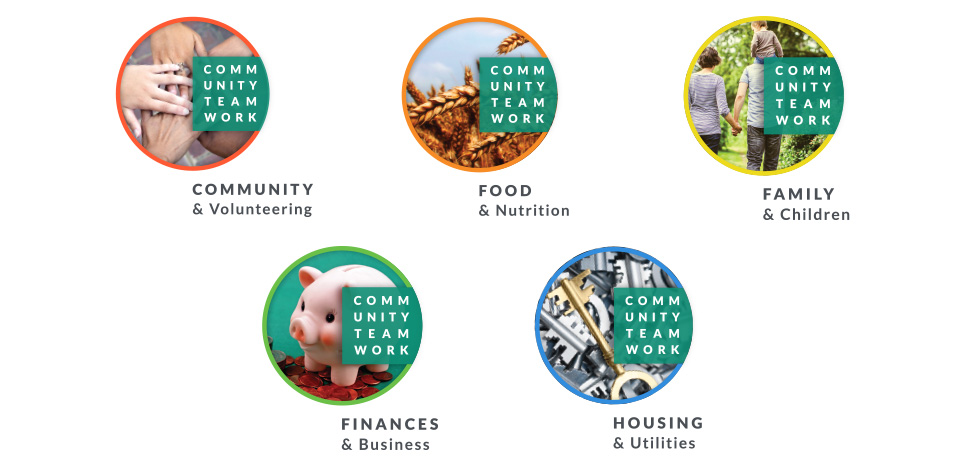 COMM
UNITY
TEAM
WORK
COMMUNITY
& Volunteering
COMM
UNITY
TEAM
WORK
FOOD
& Nutrition
COMM
UNITY
TEAM
WORK
FAMILY
& Children
COMM
UNITY
TEAM
WORK
FINANCES
& Business
COMM
UNITY
TEAM
WORK
HOUSING
& Utilities